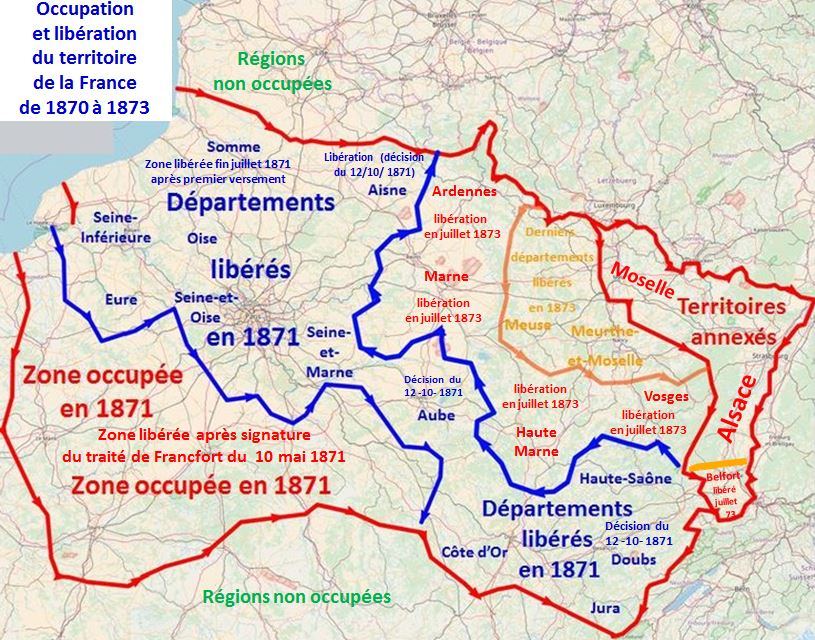 Occupation
et libération
du territoire
de la France
de 1870 à 1873
Régions
non occupées
Somme
Zone libérée fin juillet 1871
après premier versement
Libération (décision
du 12/10/ 1871)
Aisne
Départements
libérés
en 1871
Seine-
Inférieure
Oise
Eure
Seine-et-
Oise
Seine-
et-
Marne
Ardennes
libération
en juillet 1873
Marne
libération
en juillet 1873
Derniers
départements
libérés
en 1873
Meuse
Meurthe-
et-Moselle
Moselle
Territoires
annexés
Alsace
Strasbourg
Luxembourg
Zone occupée
en 1871
Zone libérée après signature
du traité de Francfort du 10 mai 1871
Zone occupée en 1871
Décision du
12 -10- 1871
Aube
libération
en juillet 1873
Haute
Marne
Vosges
libération
en juillet 1873
Belfort
libéré
juillet
73
Haute-Saône
Départements
libérés
en 1871
Décision du
12 -10- 1871
Côte d'Or
Doubs
Jura
Régions non occupées